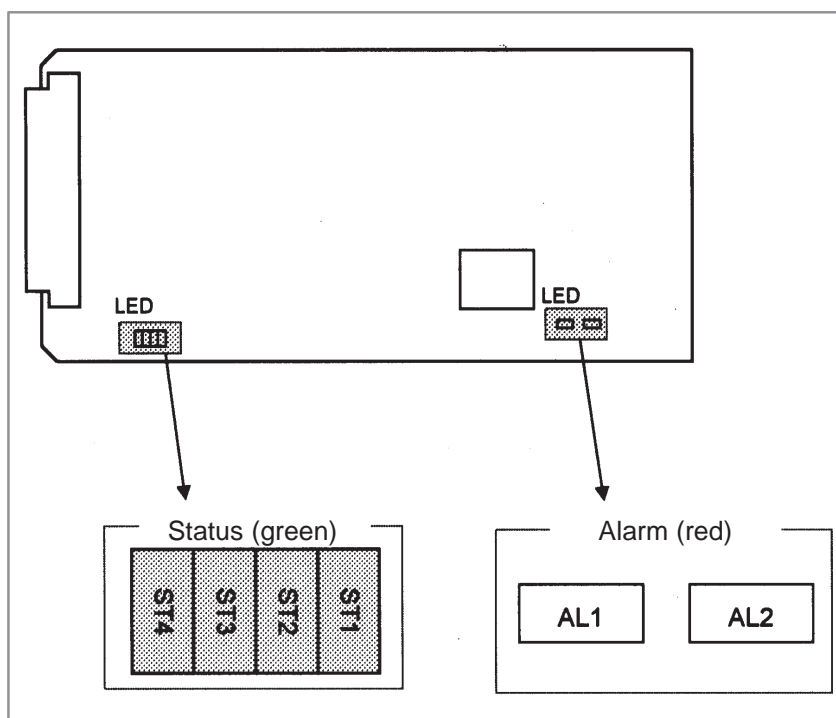 LED
LED
Status (green)
ST4
ST3
ST2
ST1
Alarm (red)
AL1
AL2